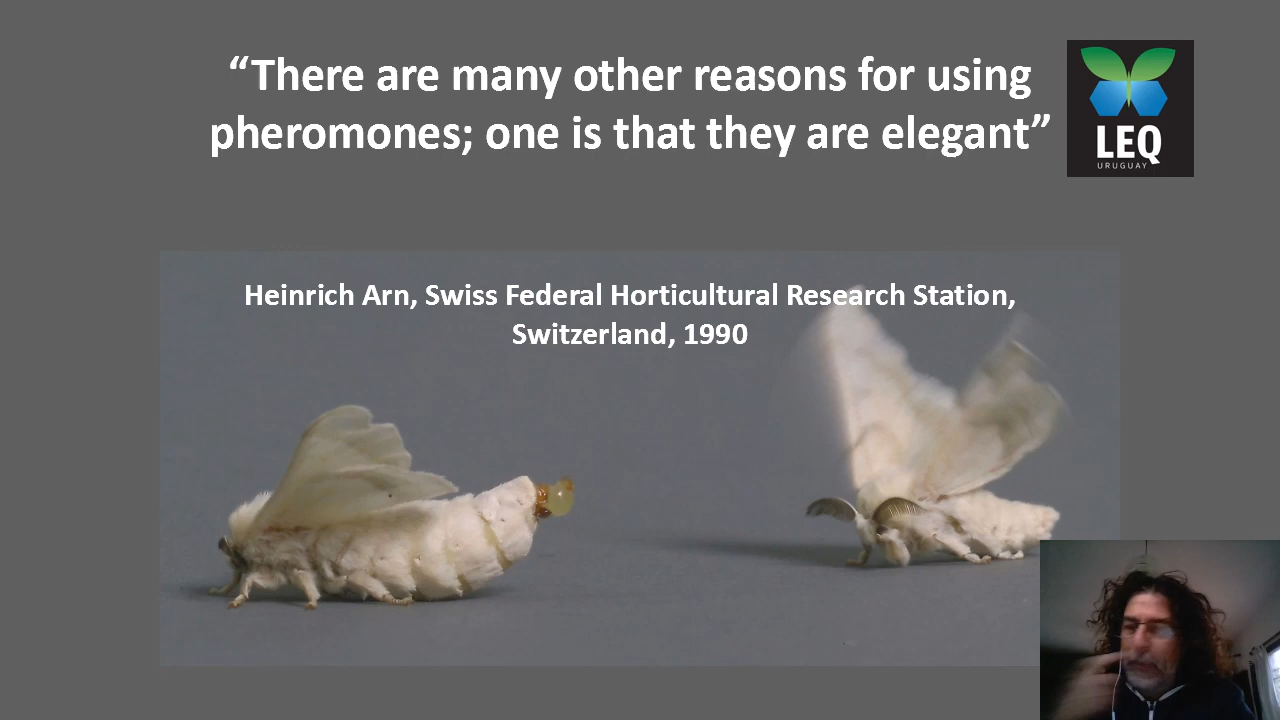 “There are many other reasons for using
pheromones; one is that they are elegant”
LEQ
URUGUAY
Heinrich Arn, Swiss Federal Horticultural Research Station,
Switzerland, 1990